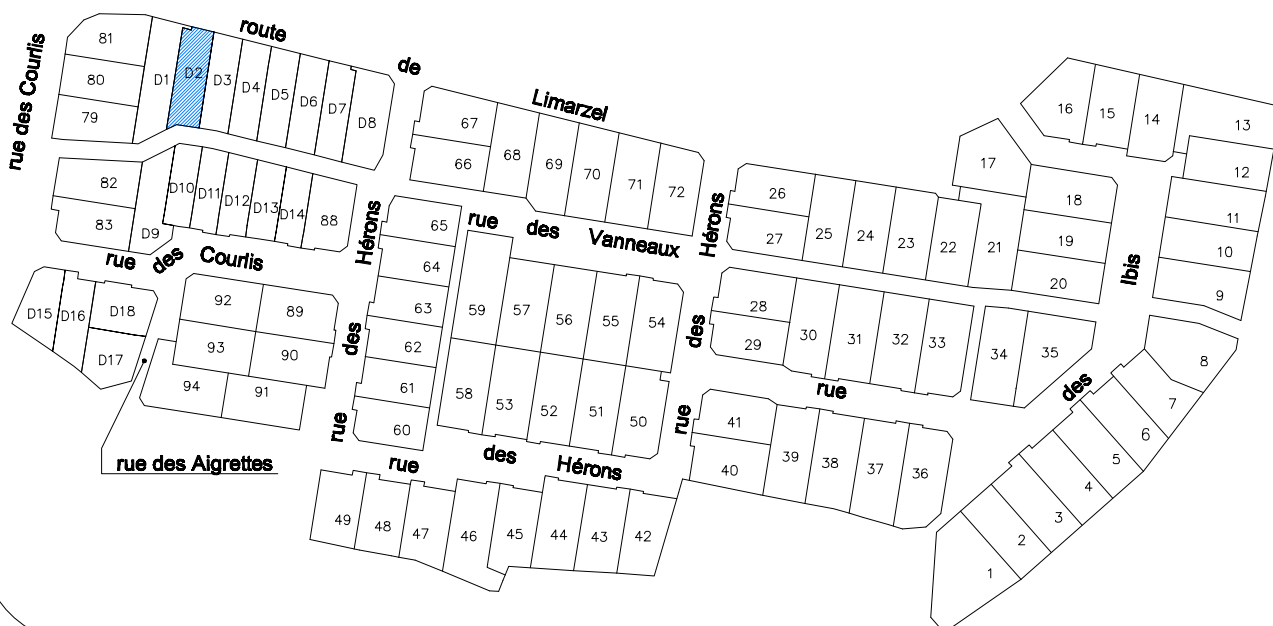 route
de
Limarzel
rue des Courlis
81
80
79
D1
D2
D3
D4
D5
D6
D7
D8
82
83
D9
D10
D11
D12
D13
D14
88
rue des Courlis
67
66
68
69
70
71
72
rue des Vanneaux
65
64
63
62
61
60
rue des Hérons
59
57
56
55
54
58
53
52
51
50
D15
D16
D18
D17
92
89
93
90
94
91
rue des Aigrettes
rue des Hérons
49
48
47
46
45
44
43
42
rue des Hérons
26
27
25
24
23
22
21
17
18
19
20
16
15
14
13
12
11
10
9
28
29
30
31
32
33
34
35
rue des Ibis
41
40
39
38
37
36
8
7
6
5
4
3
2
1